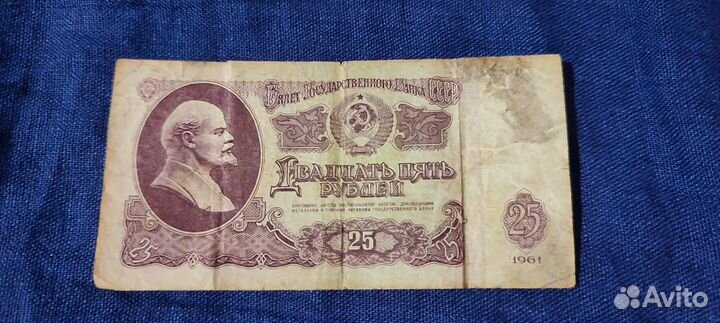 Билет Государственного Банка СССР
Двадцать пять
рублей
Банковские билеты обеспечиваются золотом, драгоценными
металлами и прочими активами Государственного банка
25
25
1961
Avito